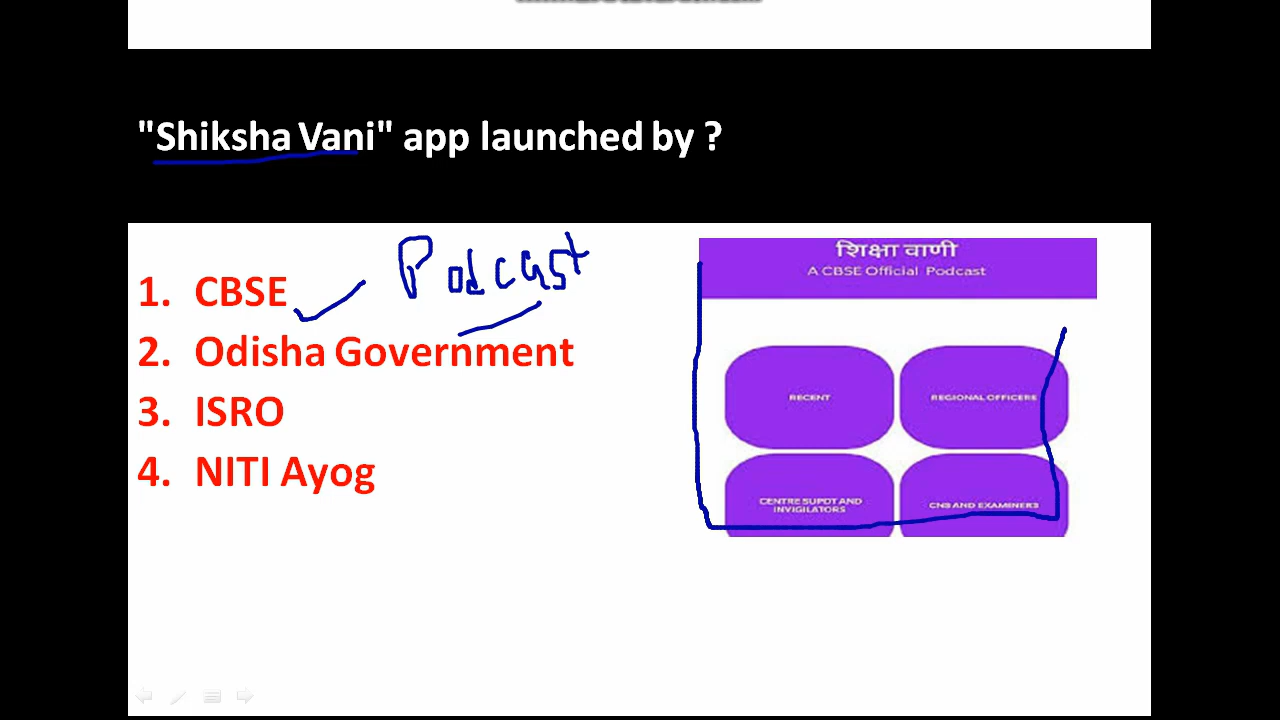 "Shiksha Vani" app launched by ?
1. CBSE
Podcast
2. Odisha Government
3. ISRO
4. NITI Ayog
शिक्षा वाणी
A CBSE Official Podcast
RECENT
REGIONAL OFFICERS
CENTRE SUPDT AND
INVIGILATORS
CNS AND EXAMINERS